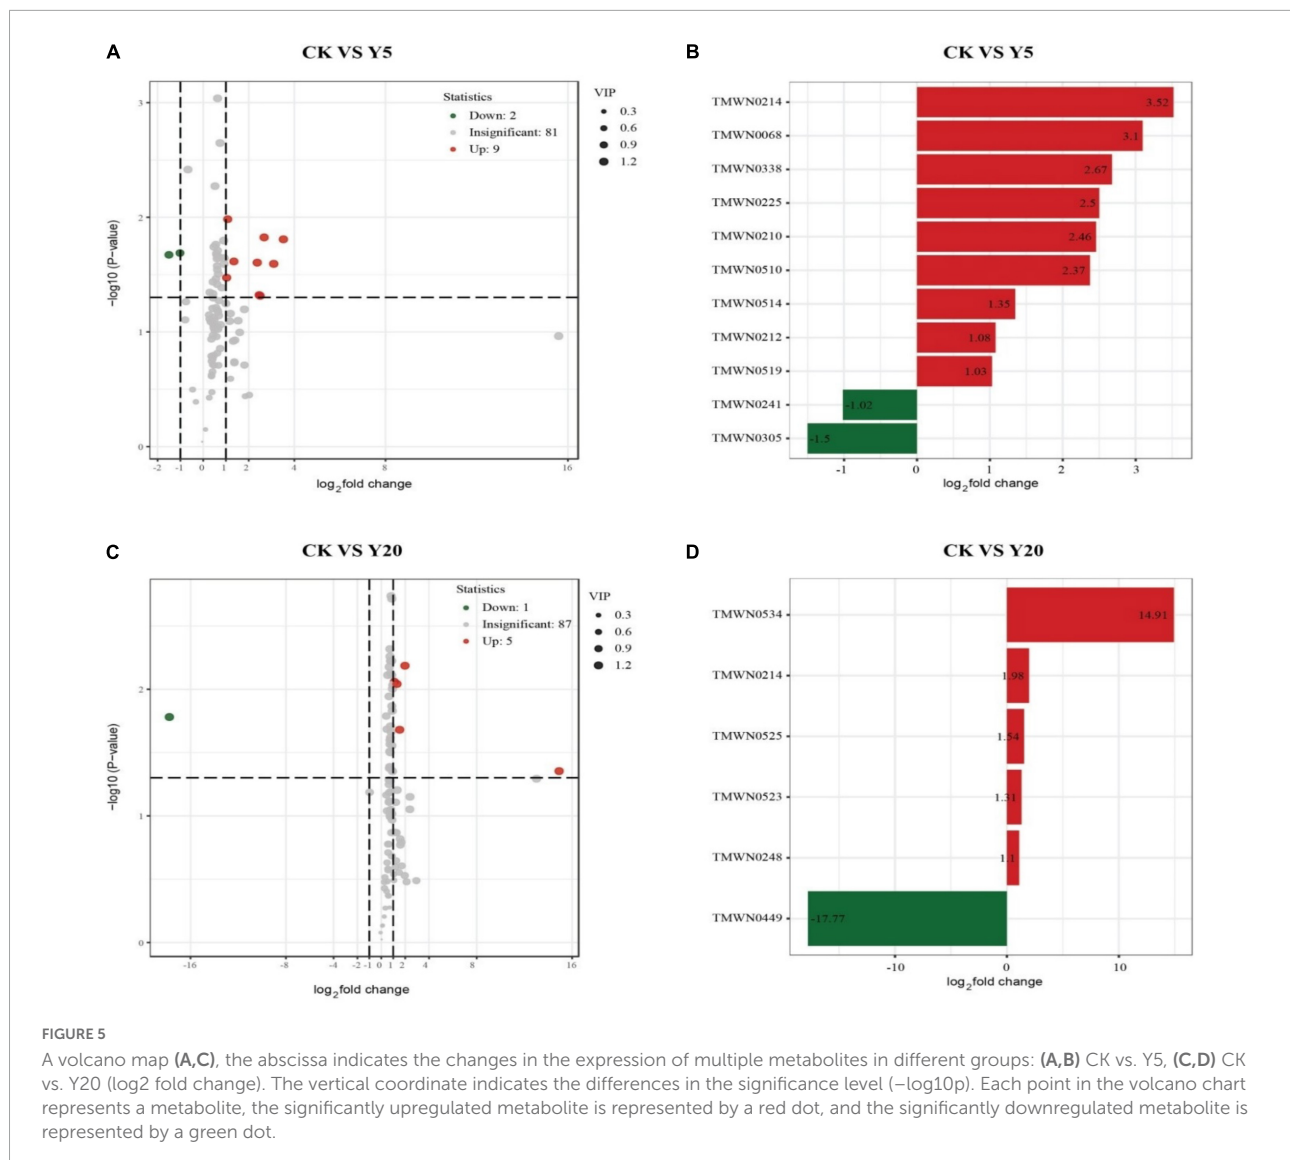 A
CK VS Y5
Statistics
Down: 2
Insignificant: 81
Up: 9
VIP
0.3
0.6
0.9
1.2
−log10 (P−value)
3
2
1
0
-2 -1 0 1 2 4 8 16
log2fold change
B
CK VS Y5
TMWN0214 3.52
TMWN0068 3.1
TMWN0338 2.67
TMWN0225 2.5
TMWN0210 2.46
TMWN0510 2.37
TMWN0514 1.35
TMWN0212 1.08
TMWN0519 1.03
TMWN0241 -1.02
TMWN0305 -1.5
-1 0 1 2 3
log2fold change
C
CK VS Y20
Statistics
Down: 1
Insignificant: 87
Up: 5
VIP
0.3
0.6
0.9
1.2
−log10 (P−value)
2
1
0
-16 -8 -4 -2 -1 0 1 2 4 8 16
log2fold change
D
CK VS Y20
TMWN0534 14.91
TMWN0214 1.98
TMWN0525 1.54
TMWN0523 1.31
TMWN0248 1.1
TMWN0449 -17.77
-10 0 10
log2fold change
FIGURE 5
A volcano map (A,C), the abscissa indicates the changes in the expression of multiple metabolites in different groups: (A,B) CK vs. Y5, (C,D) CK
vs. Y20 (log2 fold change). The vertical coordinate indicates the differences in the significance level (−log10p). Each point in the volcano chart
represents a metabolite, the significantly upregulated metabolite is represented by a red dot, and the significantly downregulated metabolite is
represented by a green dot.